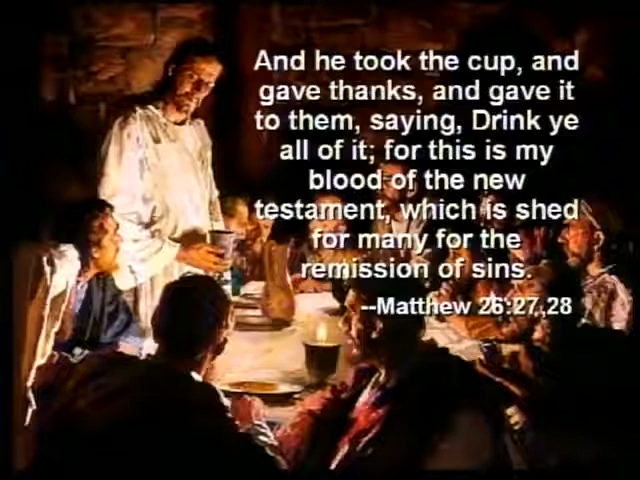 And he took the cup, and
gave thanks, and gave it
to them, saying, Drink ye
all of it; for this is my
blood of the new
testament, which is shed
for many for the
remission of sins.
--Matthew 26:27,28